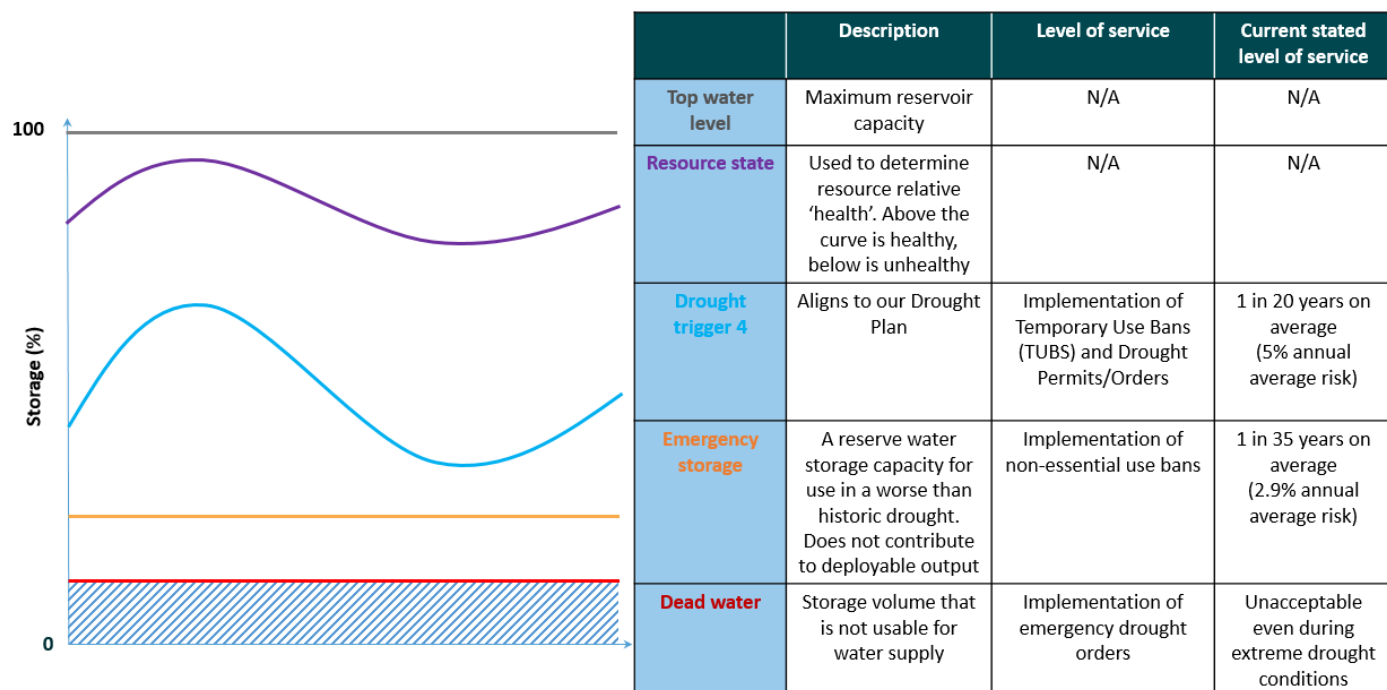 100
Storage (%)
0
Description
Level of service
Current stated
level of service
Top water
level
Maximum reservoir
capacity
N/A
N/A
Resource state
Used to determine
resource relative
‘health’. Above the
curve is healthy,
below is unhealthy
N/A
N/A
Drought
trigger 4
Aligns to our Drought
Plan
Implementation of
Temporary Use Bans
(TUBS) and Drought
Permits/Orders
1 in 20 years on
average
(5% annual
average risk)
Emergency
storage
A reserve water
storage capacity for
use in a worse than
historic drought.
Does not contribute
to deployable output
Implementation of
non-essential use bans
1 in 35 years on
average
(2.9% annual
average risk)
Dead water
Storage volume that
is not usable for
water supply
Implementation of
emergency drought
orders
Unacceptable
even during
extreme drought
conditions